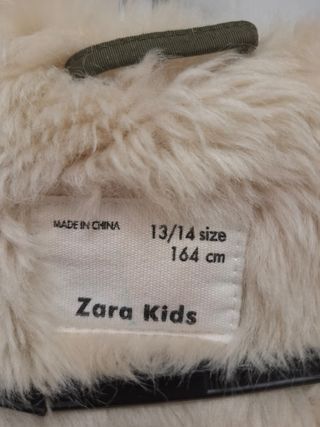 MADE IN CHINA
13/14 size
164 cm
Zara Kids